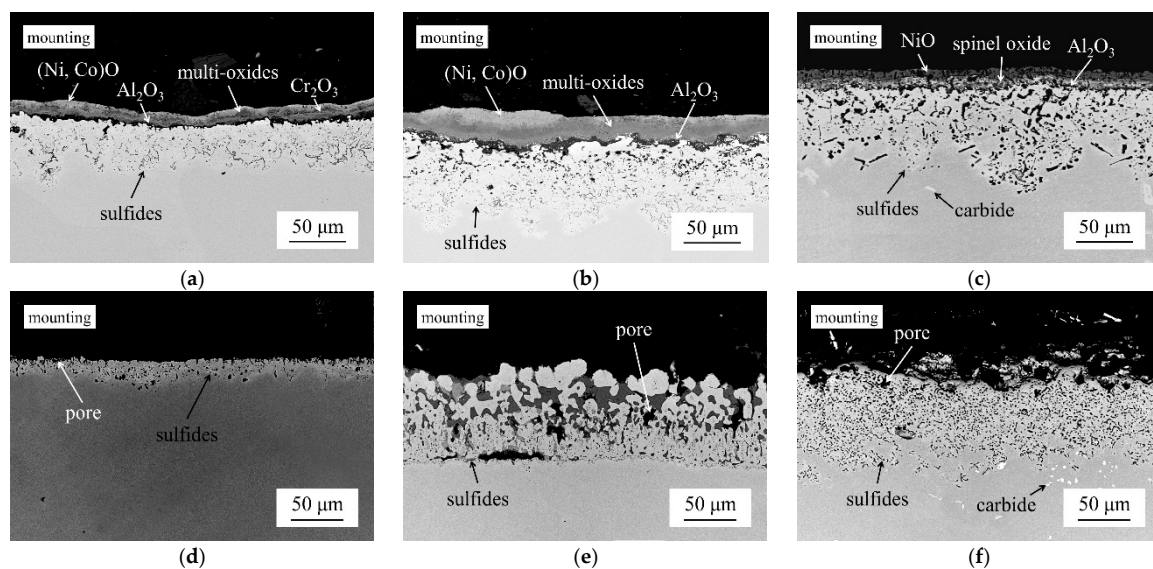 mounting
(Ni, Co)O
Al₂O₃
multi-oxides
Cr₂O₃
sulfides
50 μm
(a)
mounting
(Ni, Co)O
multi-oxides
Al₂O₃
sulfides
50 μm
(b)
mounting
NiO
spinel oxide
Al₂O₃
sulfides
carbide
50 μm
(c)
mounting
pore
sulfides
50 μm
(d)
mounting
pore
sulfides
50 μm
(e)
mounting
pore
sulfides
carbide
50 μm
(f)